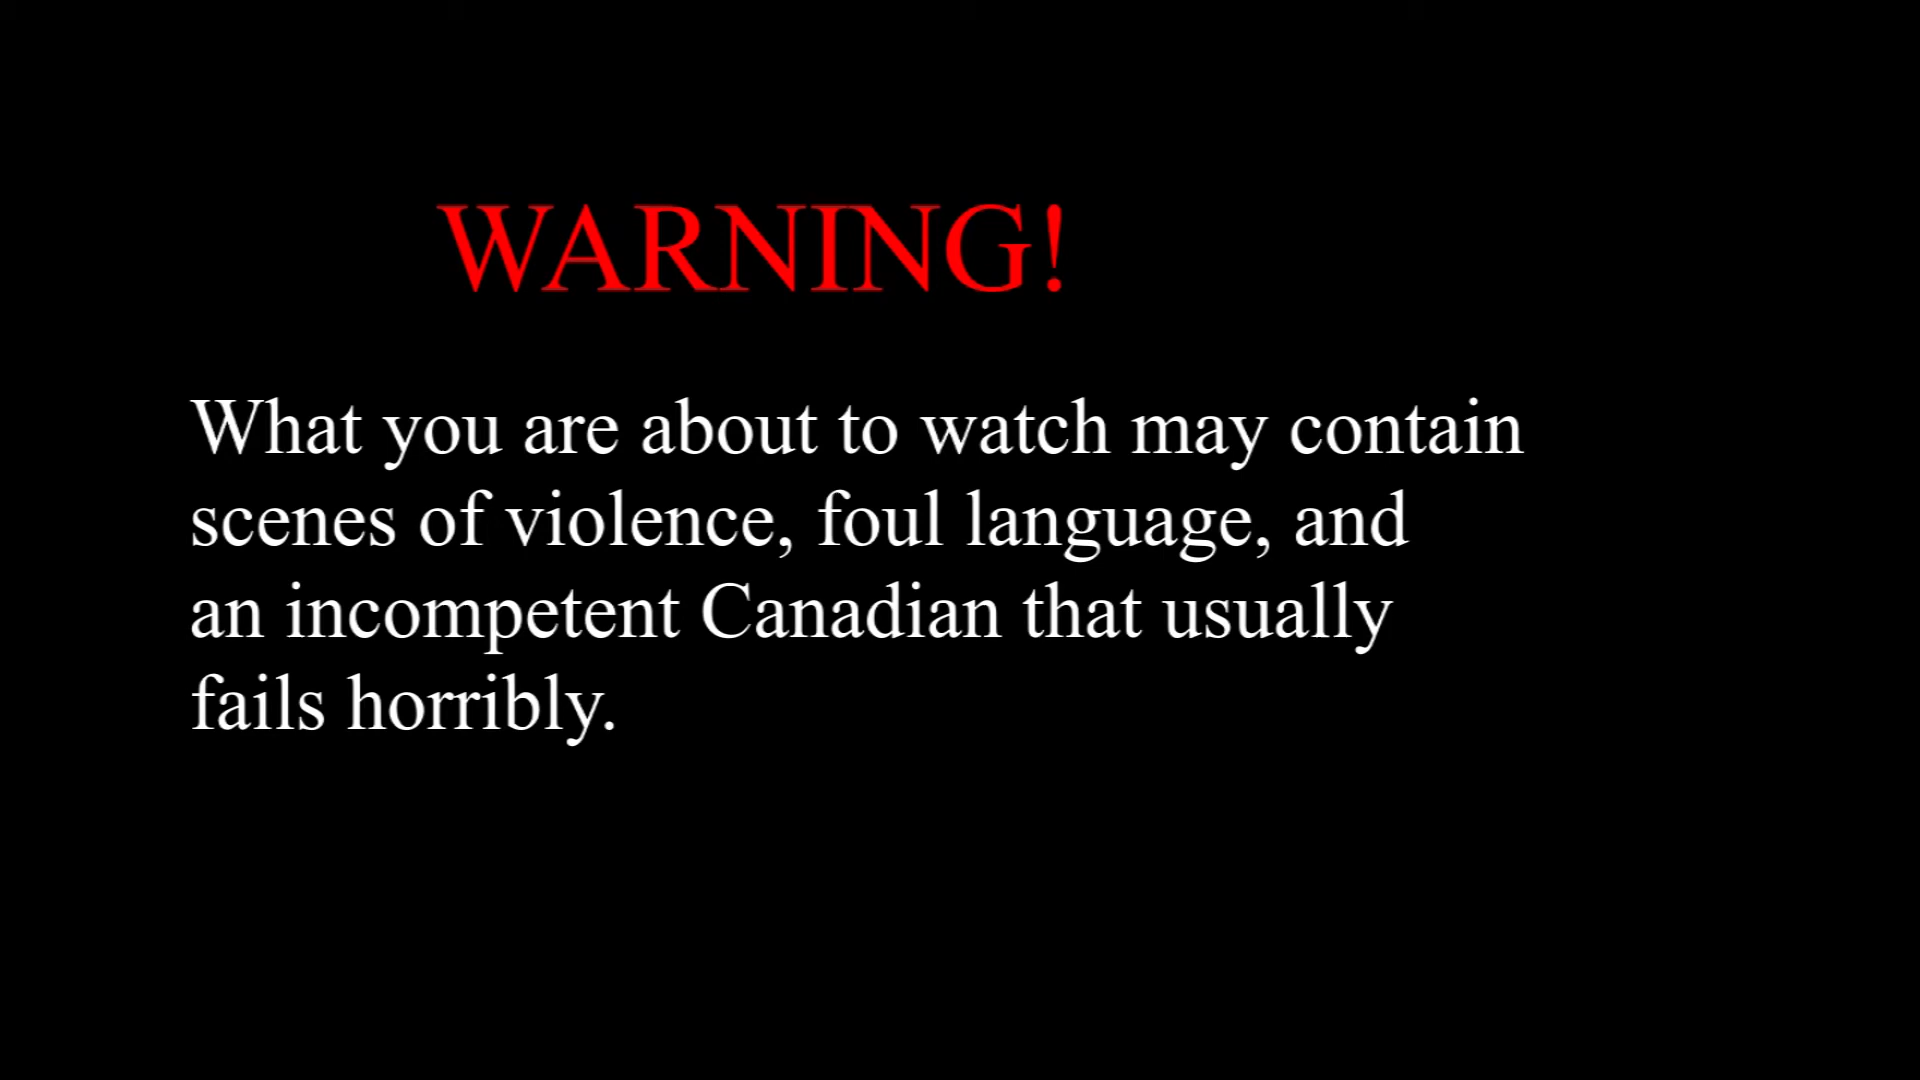 WARNING!
What you are about to watch may contain
scenes of violence, foul language, and
an incompetent Canadian that usually
fails horribly.